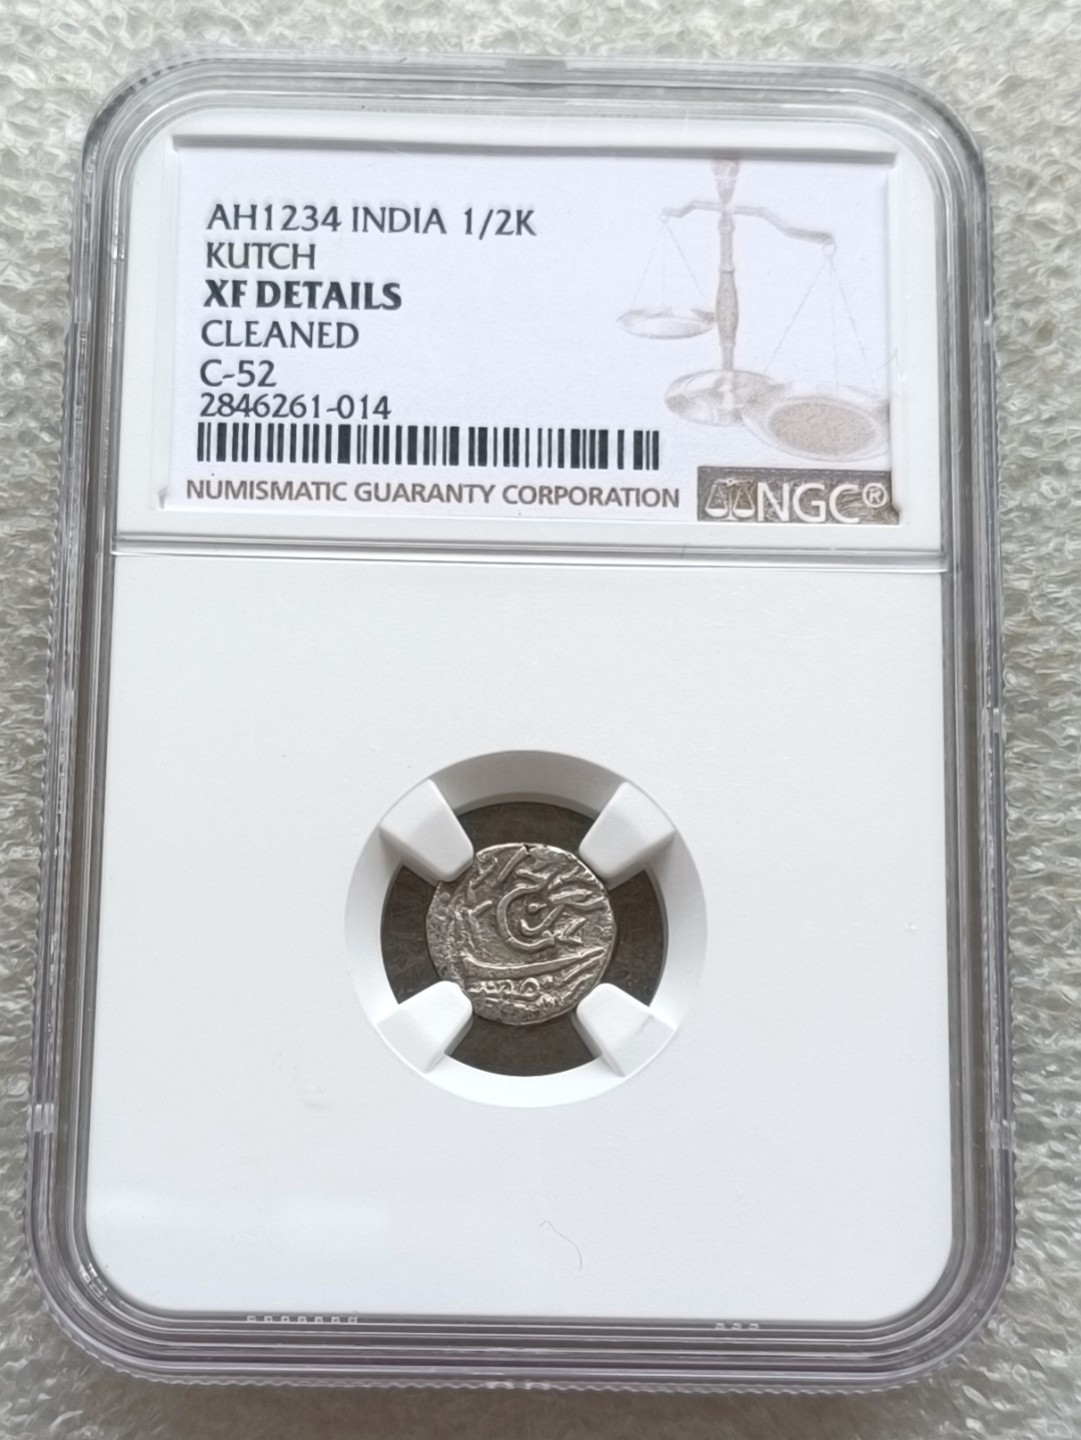 AH1234 INDIA 1/2K
KUTCH
XF DETAILS
CLEANED
C-52
2846261-014
NUMISMATIC GUARANTY CORPORATION
NGC®